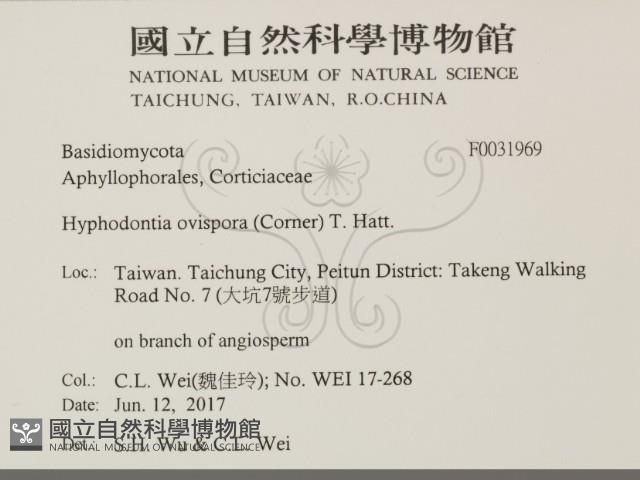 國立自然科學博物館
NATIONAL MUSEUM OF NATURAL SCIENCE
TAICHUNG, TAIWAN, R.O.CHINA
Basidiomycota F0031969
Aphyllophorales, Corticiaceae
Hyphodontia ovispora (Corner) T. Hatt.
Loc.: Taiwan. Taichung City, Peitun District: Takeng Walking
Road No. 7 (大坑7號步道)
on branch of angiosperm
Col.: C.L. Wei(魏佳玲); No. WEI 17-268
Date: Jun. 12, 2017
國立自然科學博物館
NATIONAL MUSEUM OF NATURAL SCIENCE
Det.: S.H. Wu & C.L. Wei